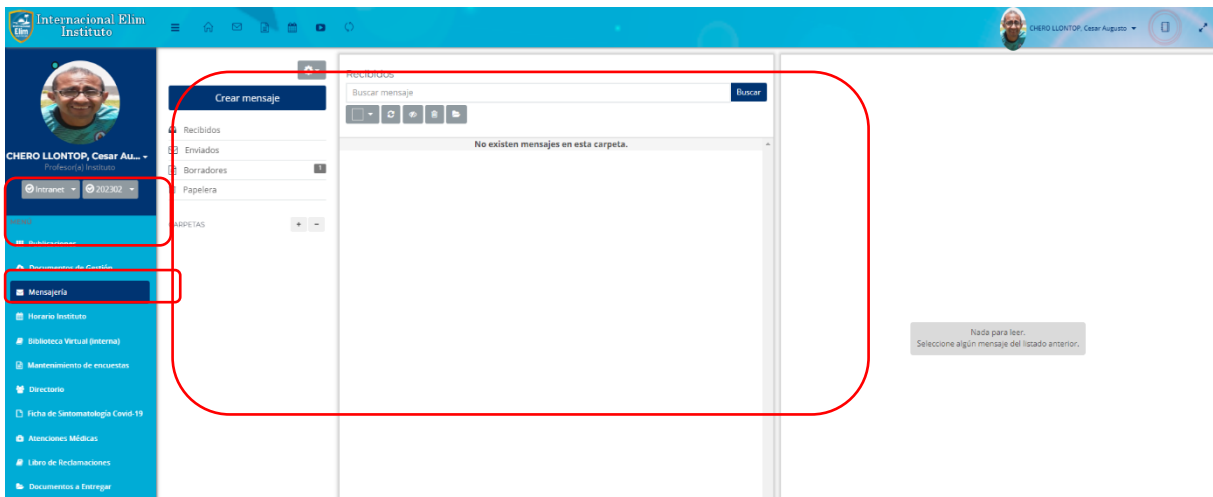 Internacional Elim
Instituto
Elim
CHERO LLONTOP, Cesar Augusto
CHERO LLONTOP, Cesar Au...
Profesor(a) Instituto
Intranet
202302
Publicaciones
Documentos de Gestión
Mensajería
Horario Instituto
Biblioteca Virtual (interna)
Mantenimiento de encuestas
Directorio
Ficha de Sintomatología Covid-19
Atenciones Médicas
Libro de Reclamaciones
Documentos a Entregar
Crear mensaje
Recibidos
Enviados
Borradores 1
Papelera
CARPETAS + -
Recibidos
Buscar mensaje Buscar
No existen mensajes en esta carpeta.
Nada para leer.
Seleccione algún mensaje del listado anterior.